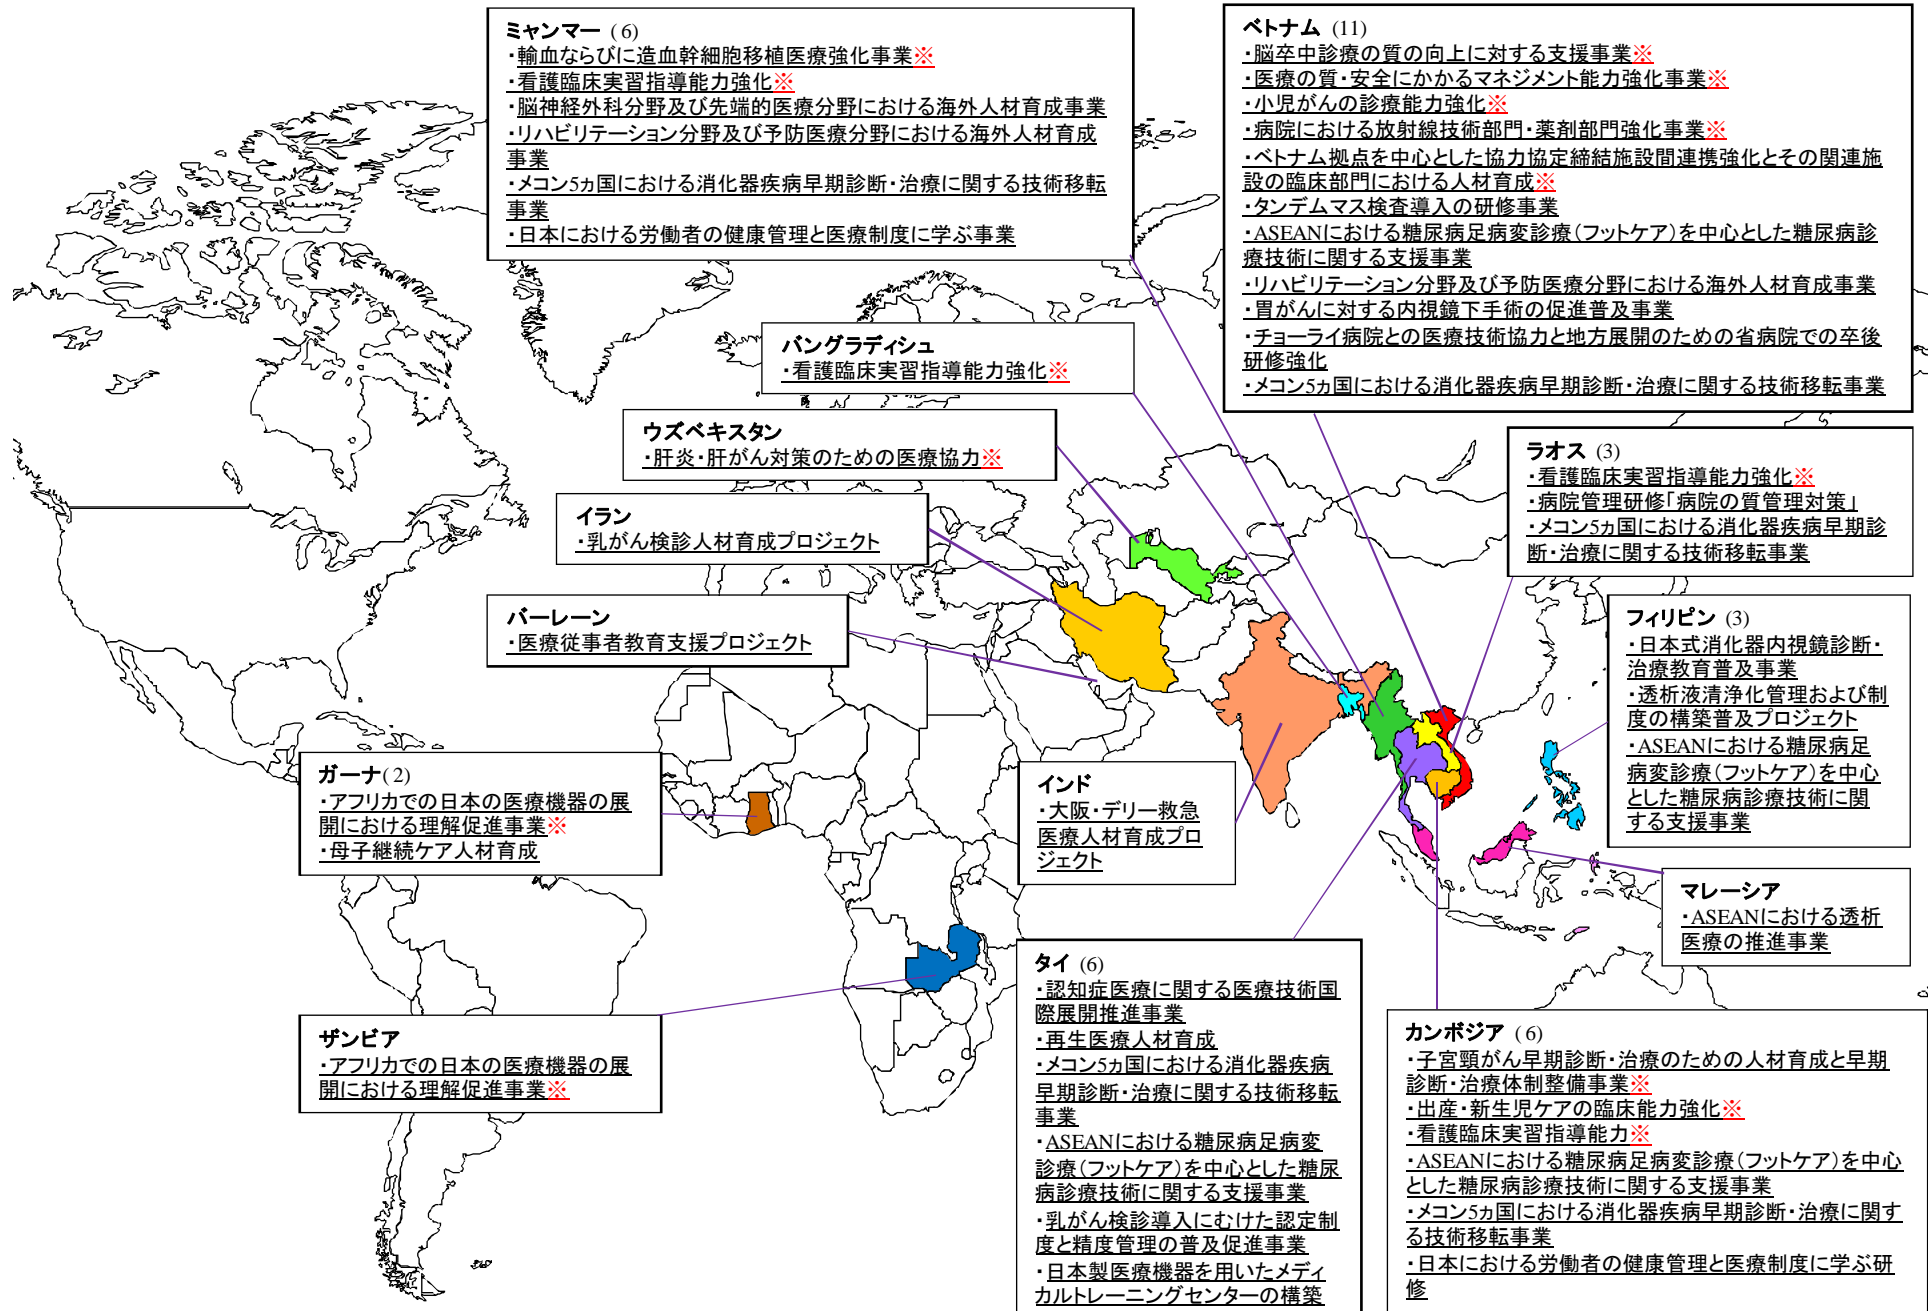 ミャンマー (6)
・輸血ならびに造血幹細胞移植医療強化事業※
・看護臨床実習指導能力強化※
・脳神経外科分野及び先端的医療分野における海外人材育成事業
・リハビリテーション分野及び予防医療分野における海外人材育成
事業
・メコン5ヵ国における消化器疾病早期診断・治療に関する技術移転
事業
・日本における労働者の健康管理と医療制度に学ぶ事業
ベトナム (11)
・脳卒中診療の質の向上に対する支援事業※
・医療の質・安全にかかるマネジメント能力強化事業※
・小児がんの診療能力強化※
・病院における放射線技術部門・薬剤部門強化事業※
・ベトナム拠点を中心とした協力協定締結施設間連携強化とその関連施
設の臨床部門における人材育成※
・タンデムマス検査導入の研修事業
・ASEANにおける糖尿病足病変診療(フットケア)を中心とした糖尿病診
療技術に関する支援事業
・リハビリテーション分野及び予防医療分野における海外人材育成事業
・胃がんに対する内視鏡下手術の促進普及事業
・チョーライ病院との医療技術協力と地方展開のための省病院での卒後
研修強化
・メコン5ヵ国における消化器疾病早期診断・治療に関する技術移転事業
バングラディシュ
・看護臨床実習指導能力強化※
ウズベキスタン
・肝炎・肝がん対策のための医療協力※
イラン
・乳がん検診人材育成プロジェクト
バーレーン
・医療従事者教育支援プロジェクト
ラオス (3)
・看護臨床実習指導能力強化※
・病院管理研修「病院の質管理対策」
・メコン5ヵ国における消化器疾病早期診
断・治療に関する技術移転事業
フィリピン (3)
・日本式消化器内視鏡診断・
治療教育普及事業
・透析液清浄化管理および制
度の構築普及プロジェクト
・ASEANにおける糖尿病足
病変診療(フットケア)を中心
とした糖尿病診療技術に関
する支援事業
ガーナ(2)
・アフリカでの日本の医療機器の展
開における理解促進事業※
・母子継続ケア人材育成
インド
・大阪・デリー救急
医療人材育成プロ
ジェクト
マレーシア
・ASEANにおける透析
医療の推進事業
ザンビア
・アフリカでの日本の医療機器の展
開における理解促進事業※
タイ (6)
・認知症医療に関する医療技術国
際展開推進事業
・再生医療人材育成
・メコン5ヵ国における消化器疾病
早期診断・治療に関する技術移転
事業
・ASEANにおける糖尿病足病変
診療(フットケア)を中心とした糖尿
病診療技術に関する支援事業
・乳がん検診導入にむけた認定制
度と精度管理の普及促進事業
・日本製医療機器を用いたメディ
カルトレーニングセンターの構築
カンボジア (6)
・子宮頸がん早期診断・治療のための人材育成と早期
診断・治療体制整備事業※
・出産・新生児ケアの臨床能力強化※
・看護臨床実習指導能力※
・ASEANにおける糖尿病足病変診療(フットケア)を中心
とした糖尿病診療技術に関する支援事業
・メコン5ヵ国における消化器疾病早期診断・治療に関す
る技術移転事業
・日本における労働者の健康管理と医療制度に学ぶ研
修